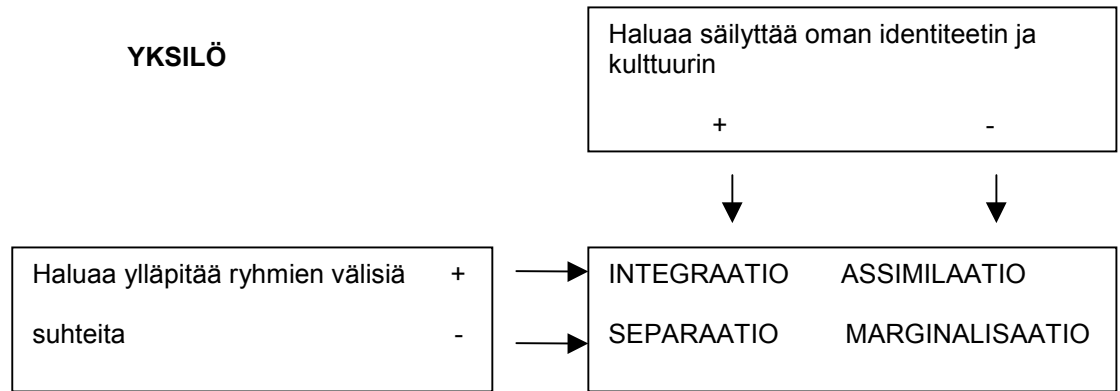 YKSILÖ
Haluaa säilyttää oman identiteetin ja
kulttuurin
+ -
Haluaa ylläpitää ryhmien välisiä +
suhteita -
INTEGRAATIO ASSIMILAATIO
SEPARAATIO MARGINALISAATIO